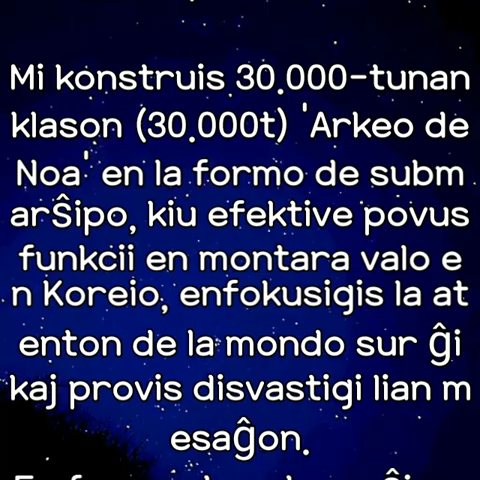 Mi konstruis 30.000-tunan
klason (30.000t) 'Arkeo de
Noa' en la formo de subm
arŜipo, kiu efektive povus
funkcii en montara valo e
n Koreio, enfokusigis la at
enton de la mondo sur ĝi
kaj provis disvastigi lian m
esaĝon.